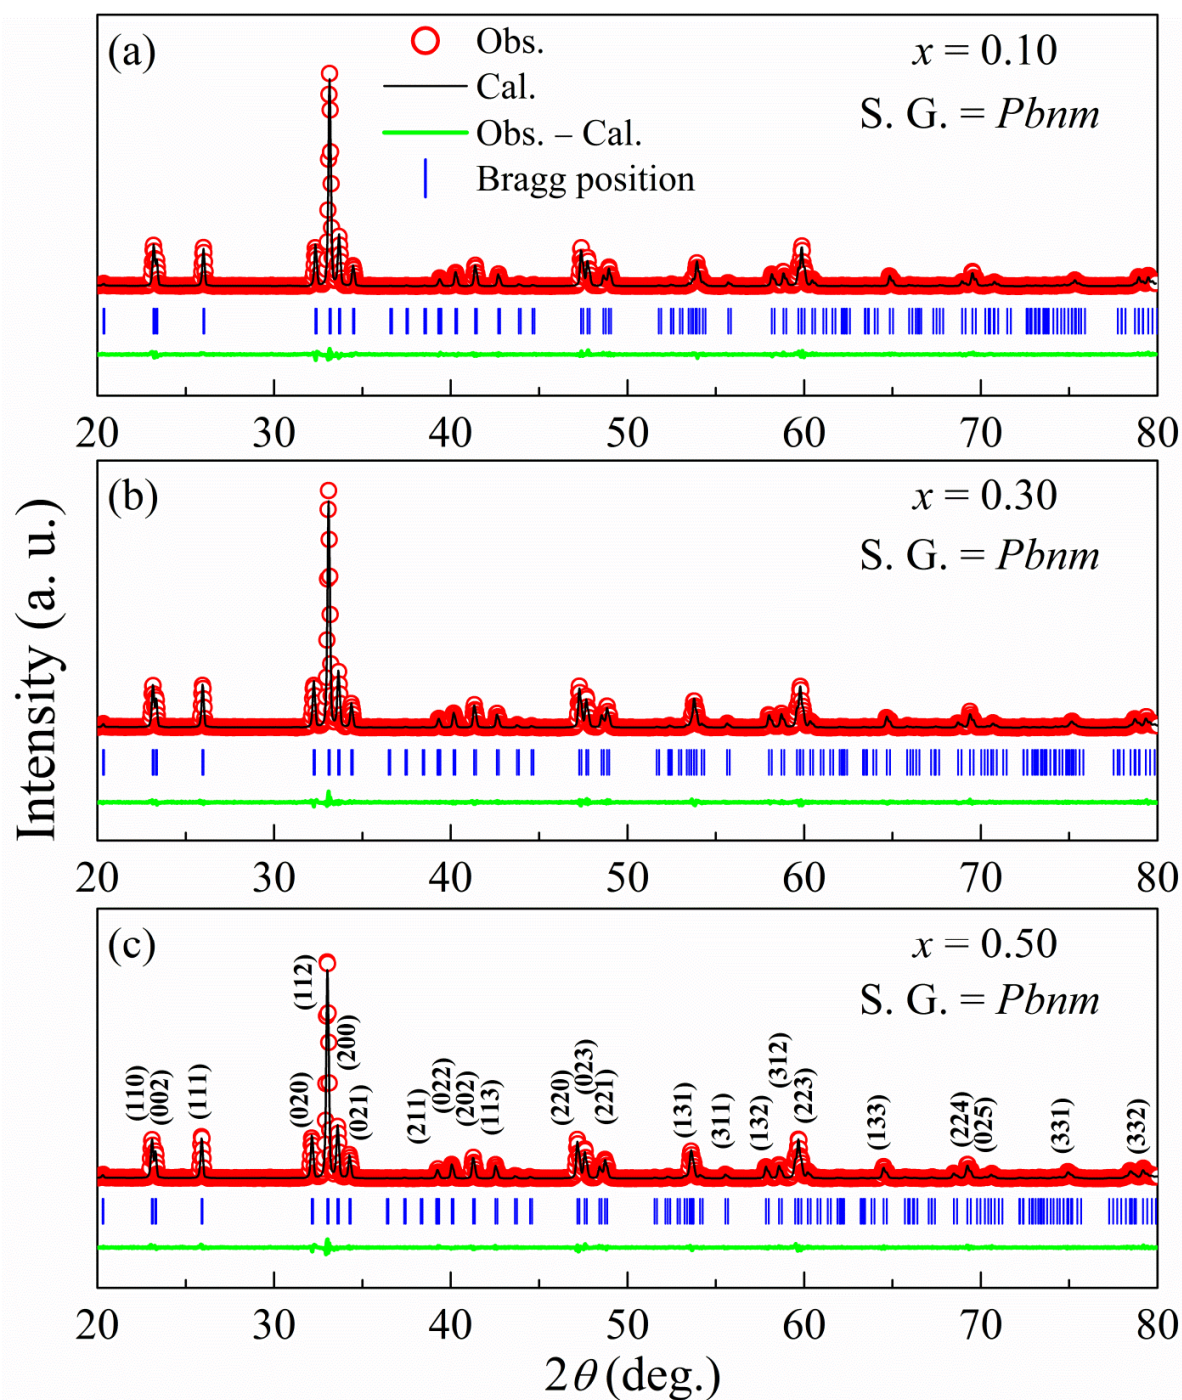 (a)
Obs.
Cal.
Obs. – Cal.
Bragg position
x = 0.10
S. G. = Pbnm
20 30 40 50 60 70 80
(b)
x = 0.30
S. G. = Pbnm
Intensity (a. u.)
20 30 40 50 60 70 80
(c)
x = 0.50
S. G. = Pbnm
(110)
(002)
(111)
(020)
(112)
(200)
(021)
(211)
(022)
(202)
(113)
(220)
(023)
(221)
(131)
(311)
(132)
(312)
(223)
(133)
(224)
(025)
(331)
(332)
20 30 40 50 60 70 80
2θ (deg.)